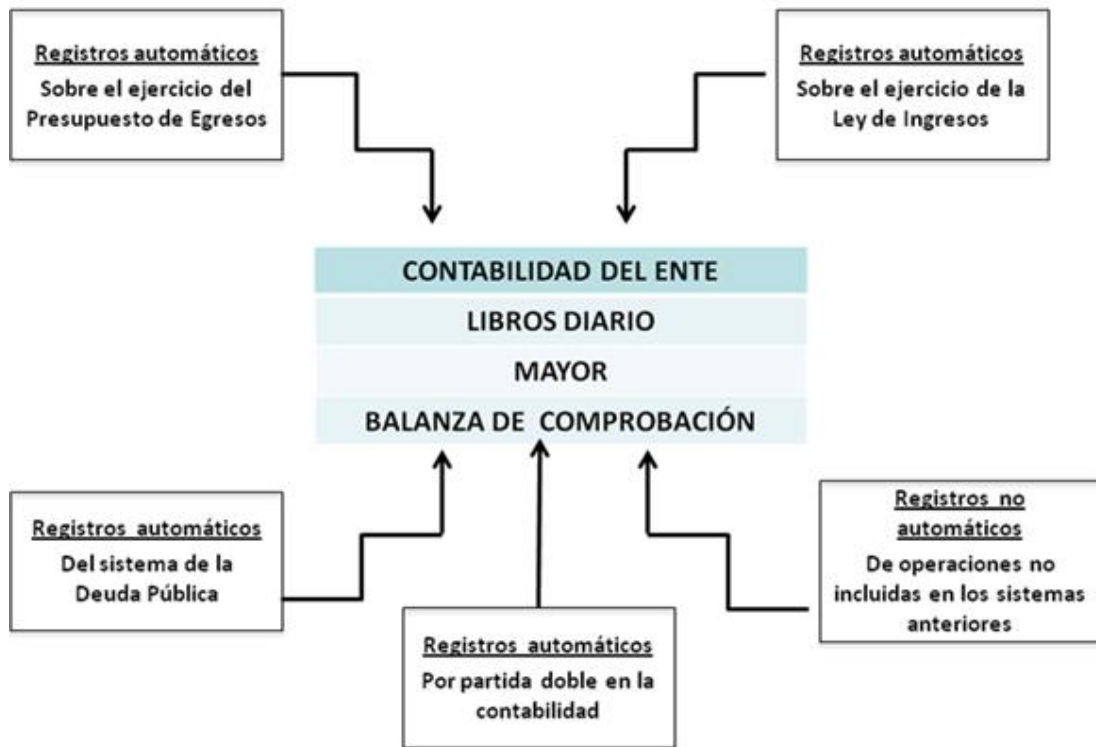 Registros automáticos
Sobre el ejercicio del
Presupuesto de Egresos
Registros automáticos
Sobre el ejercicio de la
Ley de Ingresos
CONTABILIDAD DEL ENTE
LIBROS DIARIO
MAYOR
BALANZA DE COMPROBACIÓN
Registros automáticos
Del sistema de la
Deuda Pública
Registros automáticos
Por partida doble en la
contabilidad
Registros no
automáticos
De operaciones no
incluidas en los sistemas
anteriores